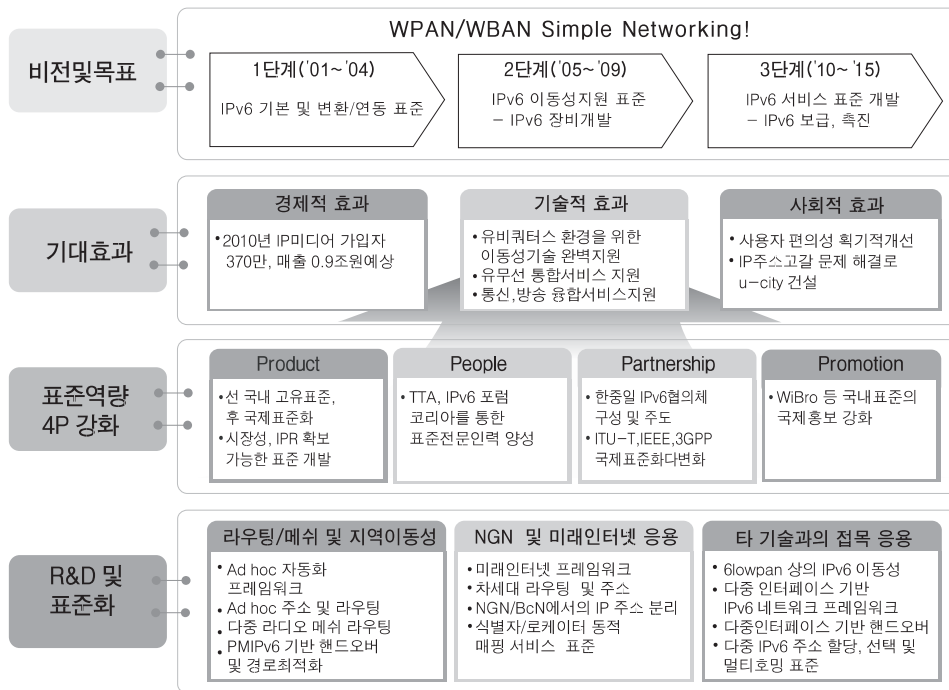 비전및목표
WPAN/WBAN Simple Networking!
1단계('01~'04)
IPv6 기본 및 변환/연동 표준
2단계('05~'09)
IPv6 이동성지원 표준
- IPv6 장비개발
3단계('10~'15)
IPv6 서비스 표준 개발
- IPv6 보급, 촉진
기대효과
경제적 효과
•2010년 IP미디어 가입자
370만, 매출 0.9조원예상
기술적 효과
•유비쿼터스 환경을 위한
이동성기술 완벽지원
•유무선 통합서비스 지원
•통신,방송 융합서비스지원
사회적 효과
•사용자 편의성 획기적개선
•IP주소고갈 문제 해결로
u-city 건설
표준역량
4P 강화
Product
•선 국내 고유표준,
후 국제표준화
•시장성, IPR 확보
가능한 표준 개발
People
•TTA, IPv6 포럼
코리아를 통한
표준전문인력 양성
Partnership
•한중일 IPv6협의체
구성 및 주도
•ITU-T,IEEE,3GPP
국제표준화다변화
Promotion
•WiBro 등 국내표준의
국제홍보 강화
R&D 및
표준화
라우팅/메쉬 및 지역이동성
•Ad hoc 자동화
프레임워크
•Ad hoc 주소 및 라우팅
•다중 라디오 메쉬 라우팅
•PMIPv6 기반 핸드오버
및 경로최적화
NGN 및 미래인터넷 응용
•미래인터넷 프레임워크
•차세대 라우팅 및 주소
•NGN/BcN에서의 IP 주소 분리
•식별자/로케이터 동적
매핑 서비스 표준
타 기술과의 접목 응용
•6lowpan 상의 IPv6 이동성
•다중 인터페이스 기반
IPv6 네트워크 프레임워크
•다중인터페이스 기반 핸드오버
•다중 IPv6 주소 할당, 선택 및
멀티호밍 표준